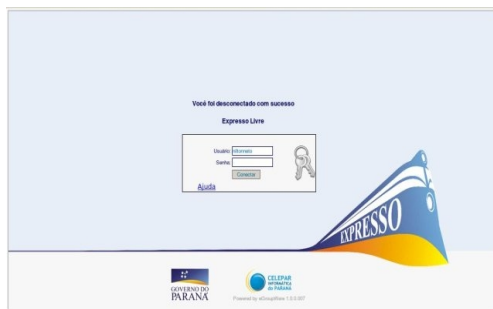 Você foi desconectado com sucesso
Expresso Livre
Usuário
Senha
Conectar
Ajuda
EXPRESSO
GOVERNO DO
PARANÁ
CELEPAR
INFORMÁTICA
DO PARANÁ
Powered by eGroupWare